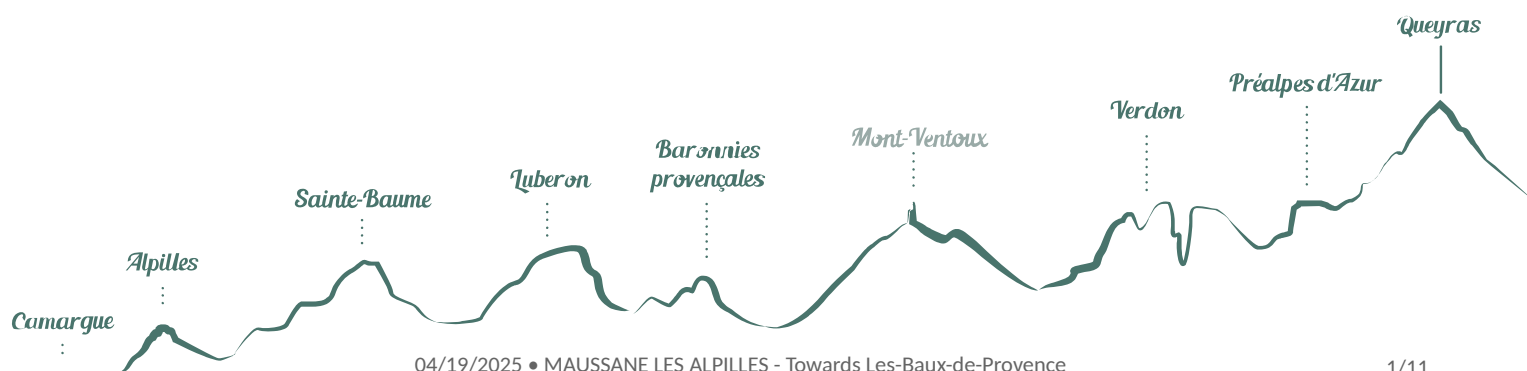 Queyras
Préalpes d'Azur
Verdon
Mont-Ventoux
Baronnies
provençales
Luberon
Sainte-Baume
Alpilles
Camargue
04/19/2025 • MAUSSANE LES ALPILLES - Towards Les-Baux-de-Provence
1/11